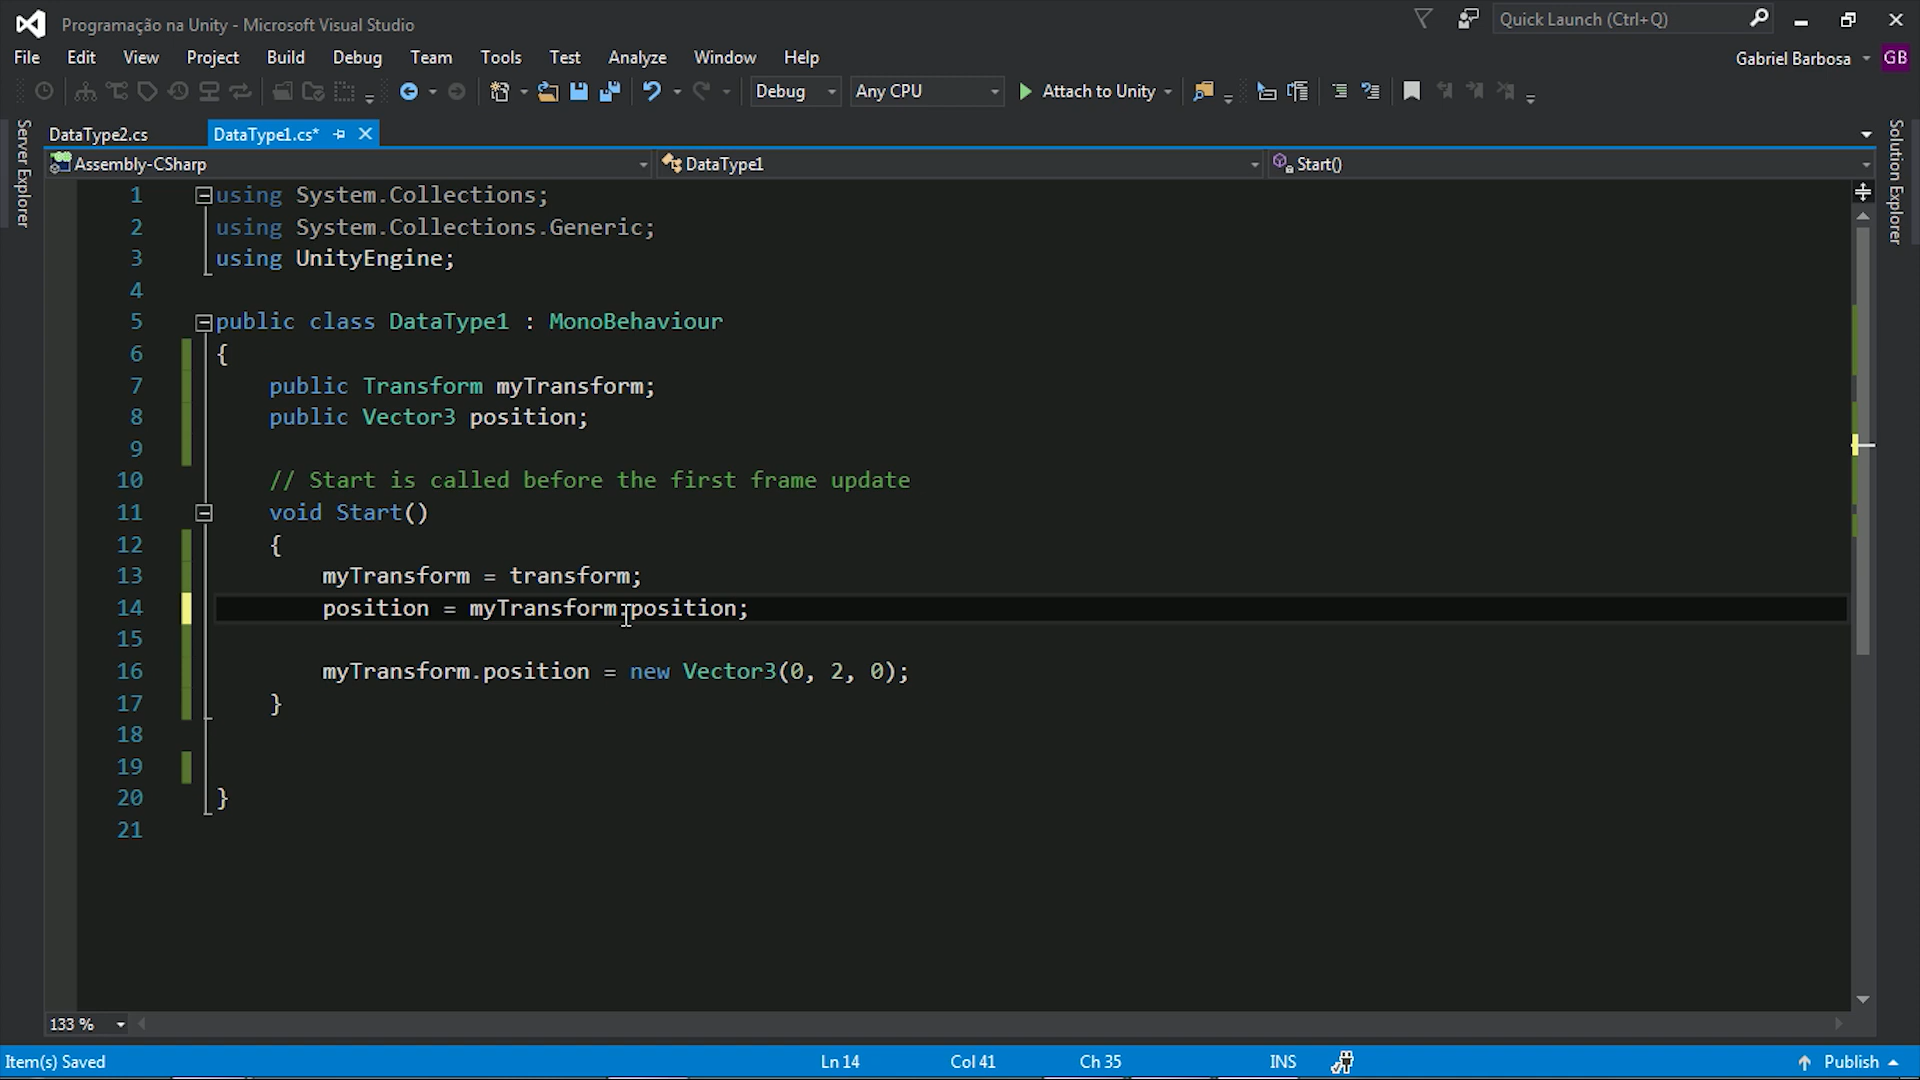 Programação na Unity - Microsoft Visual Studio
Quick Launch (Ctrl+Q)
File Edit View Project Build Debug Team Tools Test Analyze Window Help
Gabriel Barbosa GB
Debug Any CPU Attach to Unity
Server Explorer
DataType2.cs DataType1.cs*
Solution Explorer
Assembly-CSharp DataType1 Start()
1 using System.Collections;
2 using System.Collections.Generic;
3 using UnityEngine;
4
5 public class DataType1 : MonoBehaviour
6 {
7 public Transform myTransform;
8 public Vector3 position;
9
10 // Start is called before the first frame update
11 void Start()
12 {
13 myTransform = transform;
14 position = myTransform.position;
15
16 myTransform.position = new Vector3(0, 2, 0);
17 }
18
19
20 }
21
133 %
Item(s) Saved Ln 14 Col 41 Ch 35 INS Publish